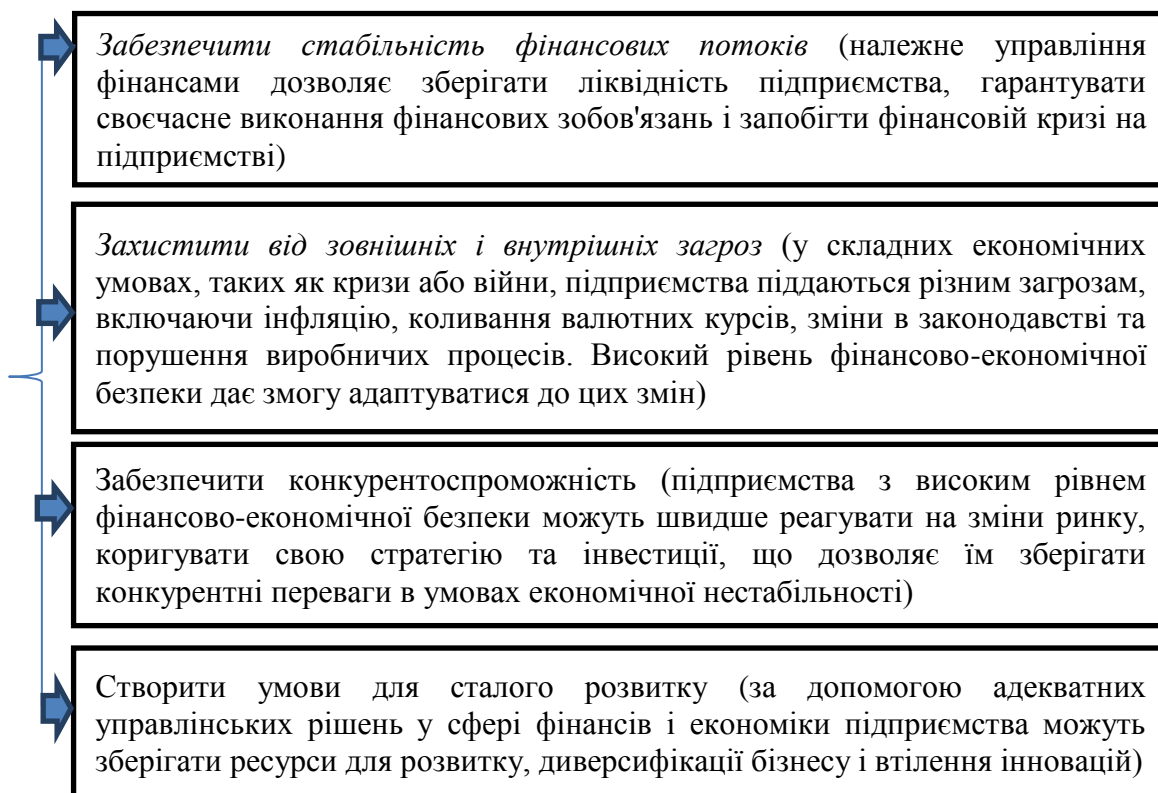 Забезпечити стабільність фінансових потоків (належне управління
фінансами дозволяє зберігати ліквідність підприємства, гарантувати
своєчасне виконання фінансових зобов'язань і запобігти фінансовій кризі на
підприємстві)
Захистити від зовнішніх і внутрішніх загроз (у складних економічних
умовах, таких як кризи або війни, підприємства піддаються різним загрозам,
включаючи інфляцію, коливання валютних курсів, зміни в законодавстві та
порушення виробничих процесів. Високий рівень фінансово-економічної
безпеки дає змогу адаптуватися до цих змін)
Забезпечити конкурентоспроможність (підприємства з високим рівнем
фінансово-економічної безпеки можуть швидше реагувати на зміни ринку,
коригувати свою стратегію та інвестиції, що дозволяє їм зберігати
конкурентні переваги в умовах економічної нестабільності)
Створити умови для сталого розвитку (за допомогою адекватних
управлінських рішень у сфері фінансів і економіки підприємства можуть
зберігати ресурси для розвитку, диверсифікації бізнесу і втілення інновацій)